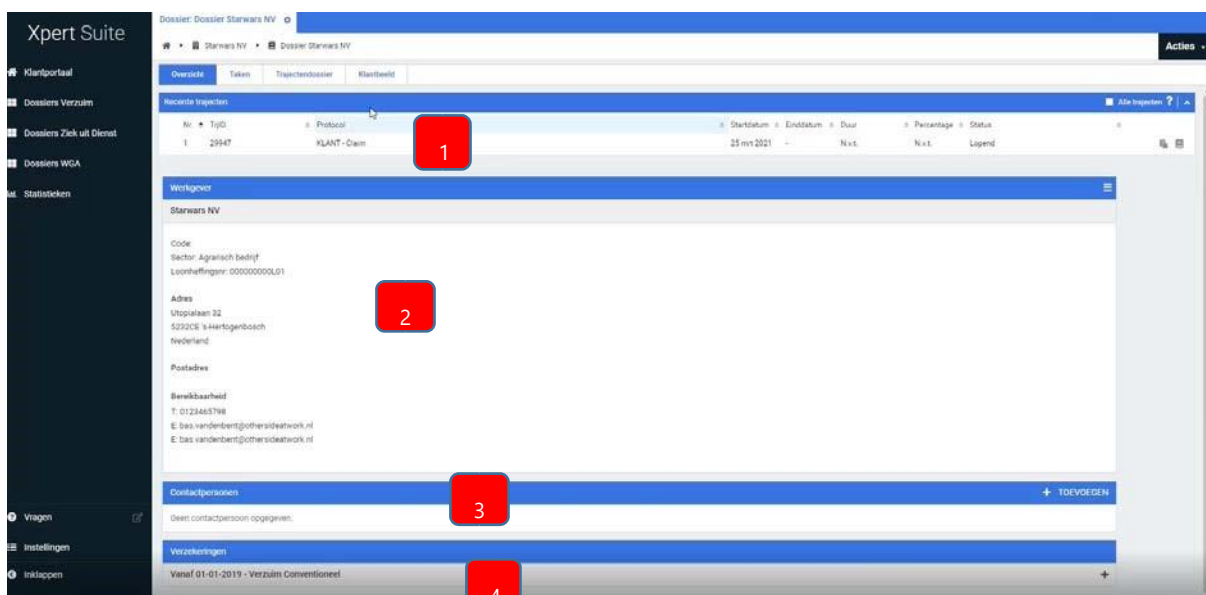 Xpert Suite
Klantportaal
Dossiers Verzuim
Dossiers Ziek uit Dienst
Dossiers WGA
Statistieken
Vragen
Instellingen
Inklappen
Dossier: Dossier Starwars NV
Starwars NV Dossier Starwars NV
Acties
Overzicht Taken Trajectendossier Klantbeeld
Recente trajecten Alle trajecten ?
Nr. TrjID Protocol Startdatum Einddatum Duur Percentage Status
1 29947 KLANT - Claim 25 mrt 2021 - N.v.t. N.v.t. Lopend
1
Werkgever
Starwars NV
Code:
Sector: Agrarisch bedrijf
Loonheffingsnr: 000000000L01
Adres
Utopialaan 32
5232CE 's-Hertogenbosch
Nederland
2
Postadres
Bereikbaarheid
T: 0123465798
E: bas.vandenbent@othersideatwork.nl
E: bas.vandenbent@othersideatwork.nl
Contactpersonen + TOEVOEGEN
3
Geen contactpersoon opgegeven.
Verzekeringen
Vanaf 01-01-2019 - Verzuim Conventioneel +
4